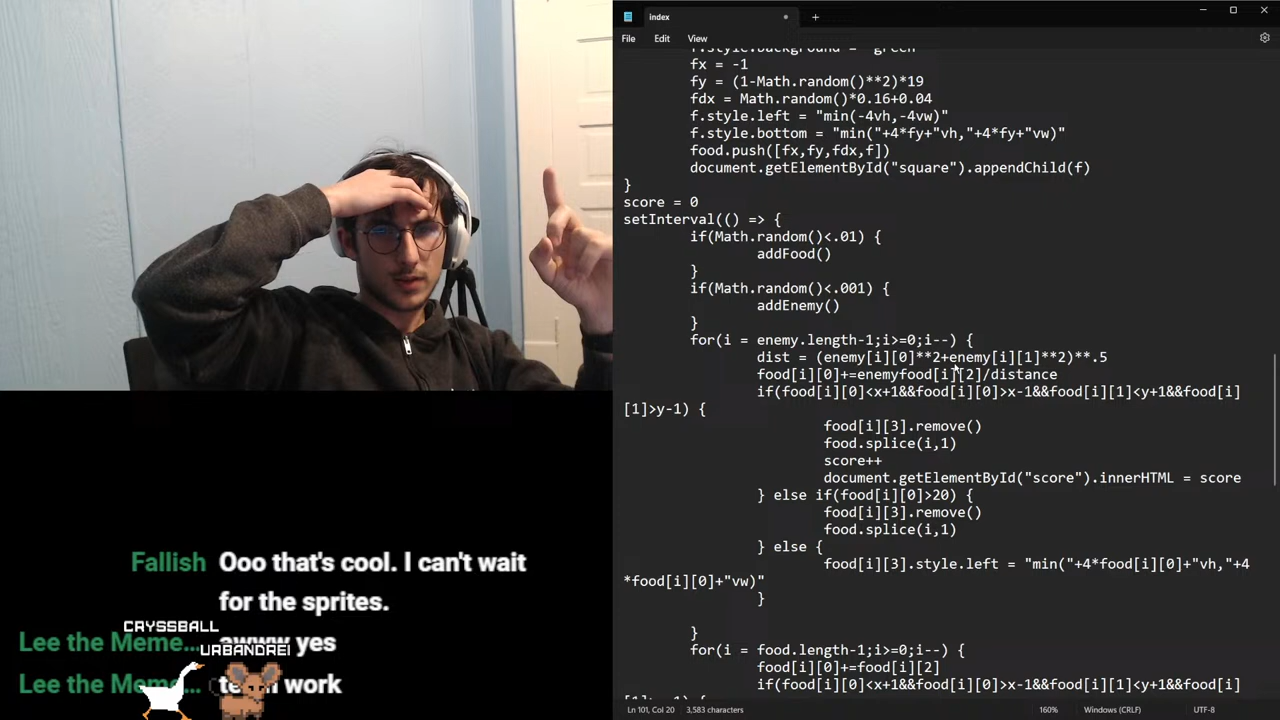 index
File Edit View
f.style.background = "green"
fx = -1
fy = (1-Math.random()**2)*19
fdx = Math.random()*0.16+0.04
f.style.left = "min(-4vh,-4vw)"
f.style.bottom = "min("+4*fy+"vh,"+4*fy+"vw)"
food.push([fx,fy,fdx,f])
document.getElementById("square").appendChild(f)
}
score = 0
setInterval(() => {
if(Math.random()<.01) {
addFood()
}
if(Math.random()<.001) {
addEnemy()
}
for(i = enemy.length-1;i>=0;i--) {
dist = (enemy[i][0]**2+enemy[i][1]**2)**.5
food[i][0]+=enemyfood[i][2]/distance
if(food[i][0]<x+1&&food[i][0]>x-1&&food[i][1]<y+1&&food[i]
[1]>y-1) {
food[i][3].remove()
food.splice(i,1)
score++
document.getElementById("score").innerHTML = score
} else if(food[i][0]>20) {
food[i][3].remove()
food.splice(i,1)
} else {
food[i][3].style.left = "min("+4*food[i][0]+"vh,"+4
*food[i][0]+"vw)"
}
}
for(i = food.length-1;i>=0;i--) {
food[i][0]+=food[i][2]
if(food[i][0]<x+1&&food[i][0]>x-1&&food[i][1]<y+1&&food[i]
Ln 101, Col 20 3,583 characters 160% Windows (CRLF) UTF-8
Fallish Ooo that's cool. I can't wait
for the sprites.
CRYSSBALL
Lee the Meme... awww yes
URBANDREI
Lee the Meme... work